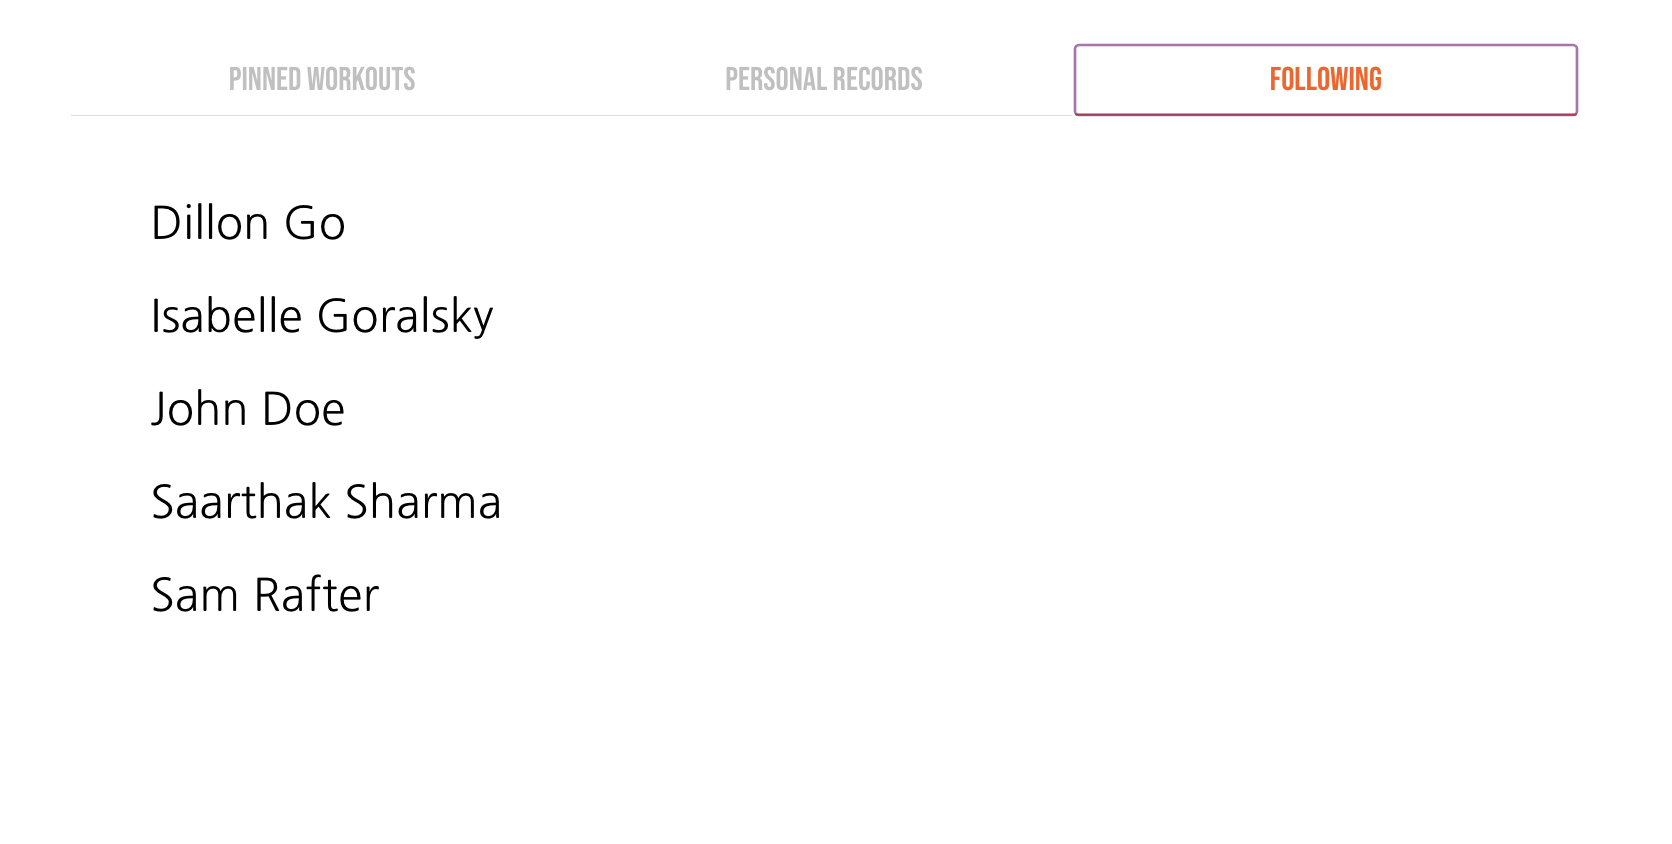 PINNED WORKOUTS PERSONAL RECORDS FOLLOWING
Dillon Go
Isabelle Goralsky
John Doe
Saarthak Sharma
Sam Rafter